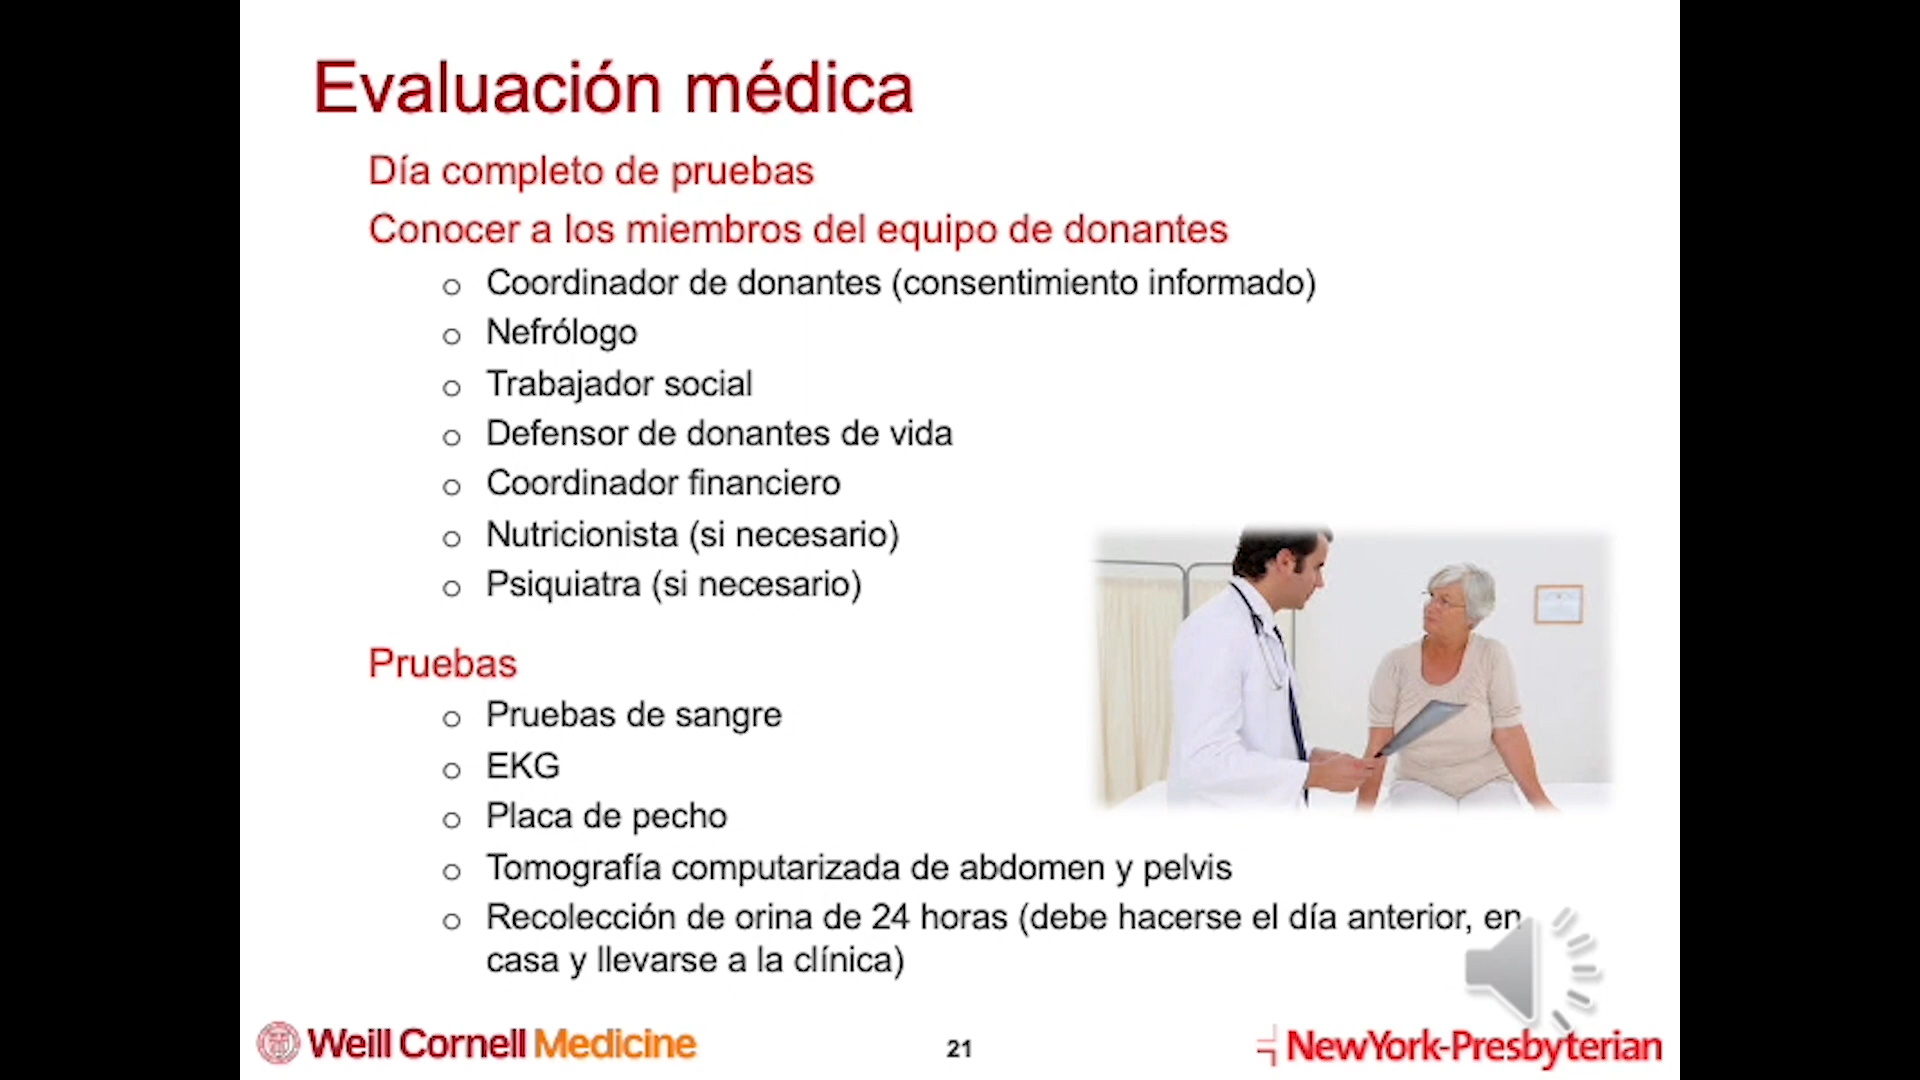 Evaluación médica
Día completo de pruebas
Conocer a los miembros del equipo de donantes
Coordinador de donantes (consentimiento informado)
Nefrólogo
Trabajador social
Defensor de donantes de vida
Coordinador financiero
Nutricionista (si necesario)
Psiquiatra (si necesario)
Pruebas
Pruebas de sangre
EKG
Placa de pecho
Tomografía computarizada de abdomen y pelvis
Recolección de orina de 24 horas (debe hacerse el día anterior, en
casa y llevarse a la clínica)
Weill Cornell Medicine
21
NewYork-Presbyterian